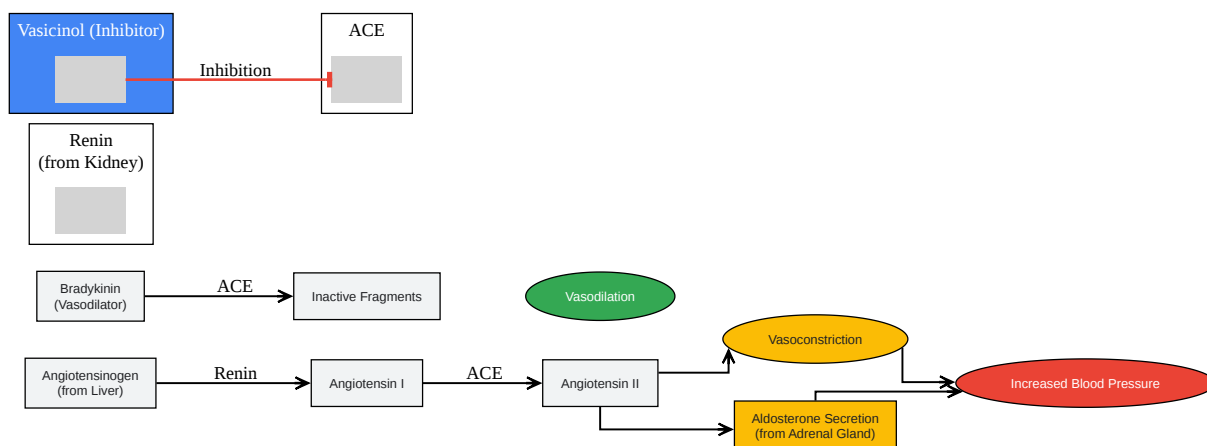 Vasicinol (Inhibitor)
ACE
Inhibition
Renin
(from Kidney)
Bradykinin
(Vasodilator)
ACE
Inactive Fragments
Vasodilation
Vasoconstriction
Angiotensinogen
(from Liver)
Renin
Angiotensin I
ACE
Angiotensin II
Increased Blood Pressure
Aldosterone Secretion
(from Adrenal Gland)